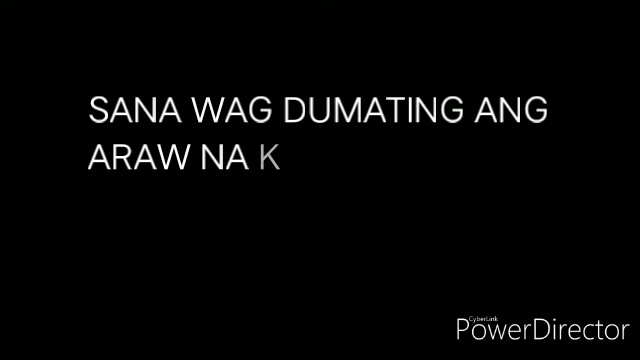 SANA WAG DUMATING ANG
ARAW NA K
CyberLink
PowerDirector